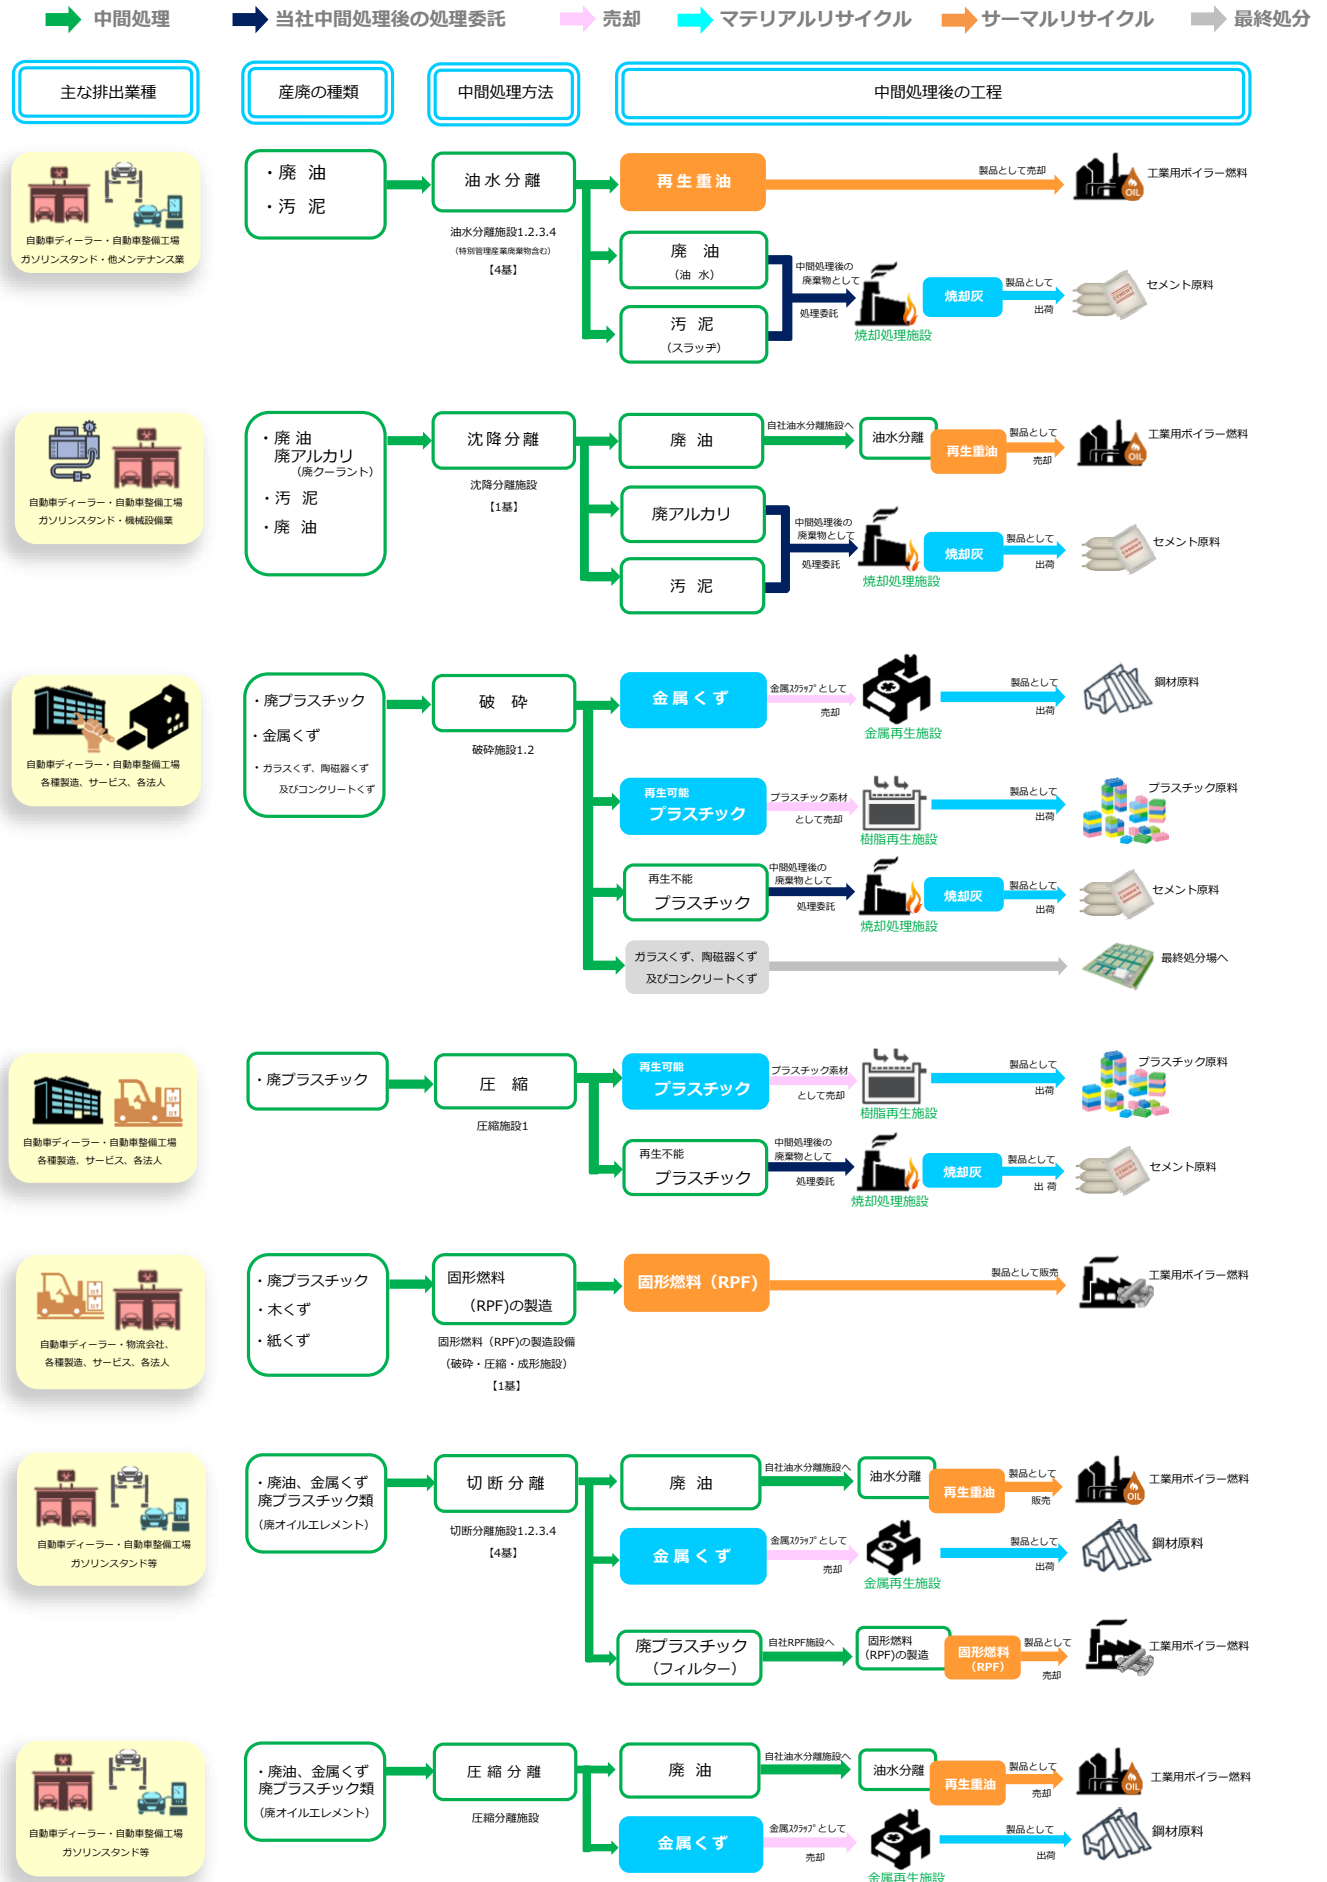 中間処理
当社中間処理後の処理委託
売却
マテリアルリサイクル
サーマルリサイクル
最終処分
主な排出業種
産廃の種類
中間処理方法
中間処理後の工程
自動車ディーラー・自動車整備工場
ガソリンスタンド・他メンテナンス業
・廃 油
・汚 泥
油水分離
油水分離施設1.2.3.4
(特別管理産業廃棄物含む)
【4基】
再生重油
製品として売却
OIL
工業用ボイラー燃料
廃 油
(油 水)
汚 泥
(スラッヂ)
中間処理後の
廃棄物として
処理委託
焼却処理施設
焼却灰
製品として
出荷
セメント原料
自動車ディーラー・自動車整備工場
ガソリンスタンド・機械設備業
・廃 油
廃アルカリ
(廃クーラント)
・汚 泥
・廃 油
沈降分離
沈降分離施設
【1基】
廃 油
自社油水分離施設へ
油水分離
再生重油
製品として
売却
OIL
工業用ボイラー燃料
廃アルカリ
汚 泥
中間処理後の
廃棄物として
処理委託
焼却処理施設
焼却灰
製品として
出荷
セメント原料
自動車ディーラー・自動車整備工場
各種製造、サービス、各法人
・廃プラスチック
・金属くず
・ガラスくず、陶磁器くず
及びコンクリートくず
破 砕
破砕施設1.2
金属くず
金属ｽｸﾗｯﾌﾟとして
売却
金属再生施設
製品として
出荷
鋼材原料
再生可能
プラスチック
プラスチック素材
として売却
樹脂再生施設
製品として
出荷
プラスチック原料
再生不能
プラスチック
中間処理後の
廃棄物として
処理委託
焼却処理施設
焼却灰
製品として
出荷
セメント原料
ガラスくず、陶磁器くず
及びコンクリートくず
最終処分場へ
自動車ディーラー・自動車整備工場
各種製造、サービス、各法人
・廃プラスチック
圧 縮
圧縮施設1
再生可能
プラスチック
プラスチック素材
として売却
樹脂再生施設
製品として
出荷
プラスチック原料
再生不能
プラスチック
中間処理後の
廃棄物として
処理委託
焼却処理施設
焼却灰
製品として
出 荷
セメント原料
自動車ディーラー・物流会社、
各種製造、サービス、各法人
・廃プラスチック
・木くず
・紙くず
固形燃料
(RPF)の製造
固形燃料（RPF)の製造設備
（破砕・圧縮・成形施設）
【1基】
固形燃料（RPF)
製品として販売
工業用ボイラー燃料
自動車ディーラー・自動車整備工場
ガソリンスタンド等
・廃油、金属くず
廃プラスチック類
(廃オイルエレメント)
切断分離
切断分離施設1.2.3.4
【4基】
廃 油
自社油水分離施設へ
油水分離
再生重油
製品として
販売
OIL
工業用ボイラー燃料
金属くず
金属ｽｸﾗｯﾌﾟとして
売却
金属再生施設
製品として
出荷
鋼材原料
廃プラスチック
（フィルター）
自社RPF施設へ
固形燃料
(RPF)の製造
固形燃料
（RPF）
製品として
売却
工業用ボイラー燃料
自動車ディーラー・自動車整備工場
ガソリンスタンド等
・廃油、金属くず
廃プラスチック類
(廃オイルエレメント)
圧縮分離
圧縮分離施設
廃 油
自社油水分離施設へ
油水分離
再生重油
製品として
売却
OIL
工業用ボイラー燃料
金属くず
金属ｽｸﾗｯﾌﾟとして
売却
金属再生施設
製品として
出荷
鋼材原料